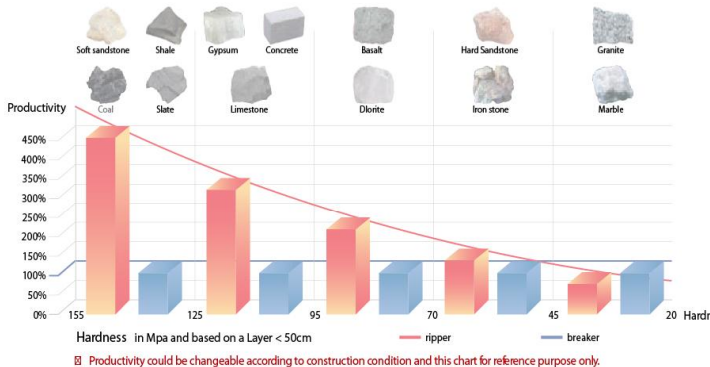 Soft sandstone Shale Gypsum Concrete Basalt Hard Sandstone Granite
Coal Slate Limestone Dlorite Iron stone Marble
Productivity
450%
400%
350%
300%
250%
200%
150%
100%
50%
0%
155 125 95 70 45 20 Hardr
Hardness in Mpa and based on a Layer < 50cm ripper breaker
Productivity could be changeable according to construction condition and this chart for reference purpose only.